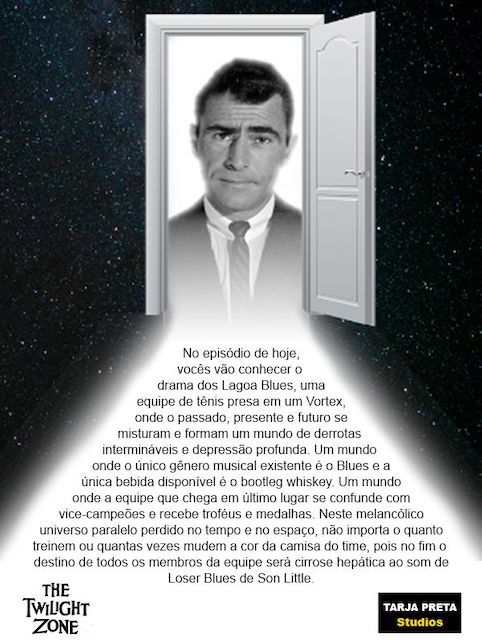 No episódio de hoje,
vocês vão conhecer o
drama dos Lagoa Blues, uma
equipe de tênis presa em um Vortex,
onde o passado, presente e futuro se
misturam e formam um mundo de derrotas
intermináveis e depressão profunda. Um mundo
onde o único gênero musical existente é o Blues e a
única bebida disponível é o bootleg whiskey. Um mundo
onde a equipe que chega em último lugar se confunde com
vice-campeões e recebe troféus e medalhas. Neste melancólico
universo paralelo perdido no tempo e no espaço, não importa o quanto
treinem ou quantas vezes mudem a cor da camisa do time, pois no fim o
destino de todos os membros da equipe será cirrose hepática ao som de
Loser Blues de Son Little.
THE
TWILIGHT
ZONE
TARJA PRETA
Studios